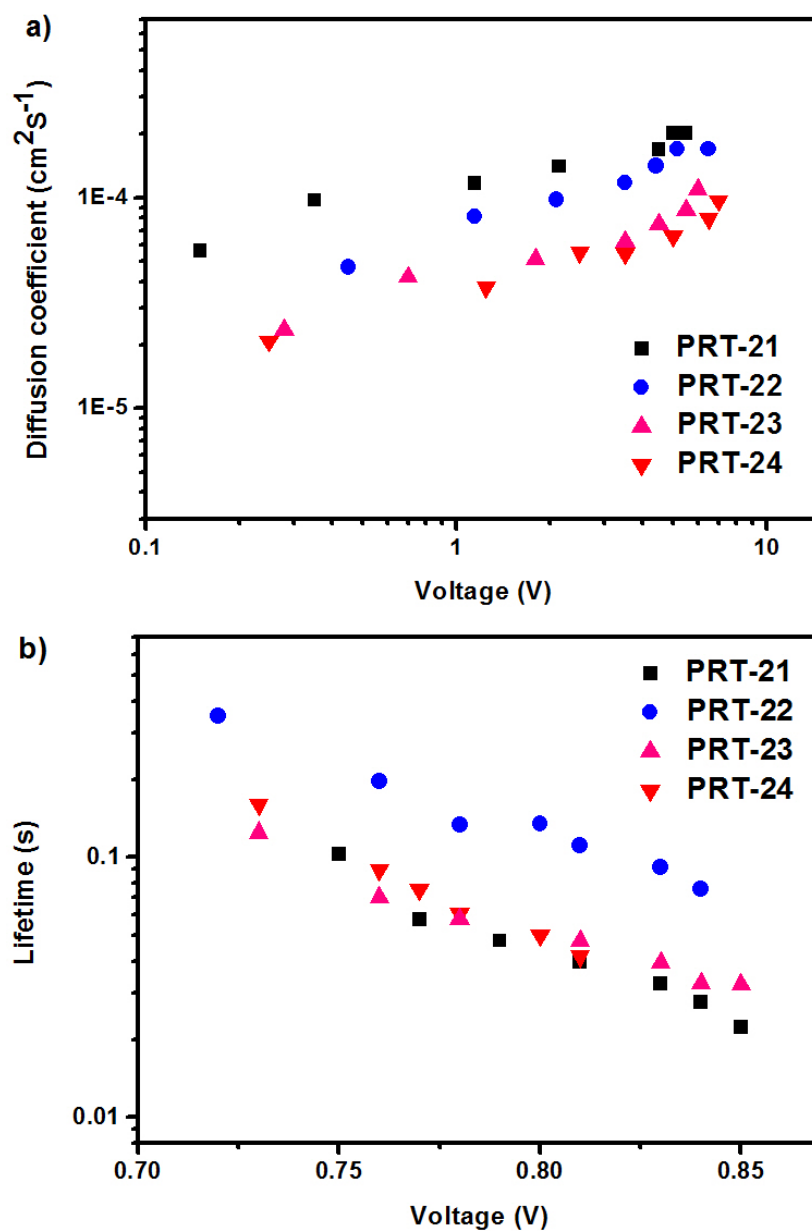 a)
Diffusion coefficient (cm²S⁻¹)
1E-4
1E-5
PRT-21
PRT-22
PRT-23
PRT-24
0.1
1
10
Voltage (V)
b)
Lifetime (s)
0.1
0.01
PRT-21
PRT-22
PRT-23
PRT-24
0.70
0.75
0.80
0.85
Voltage (V)